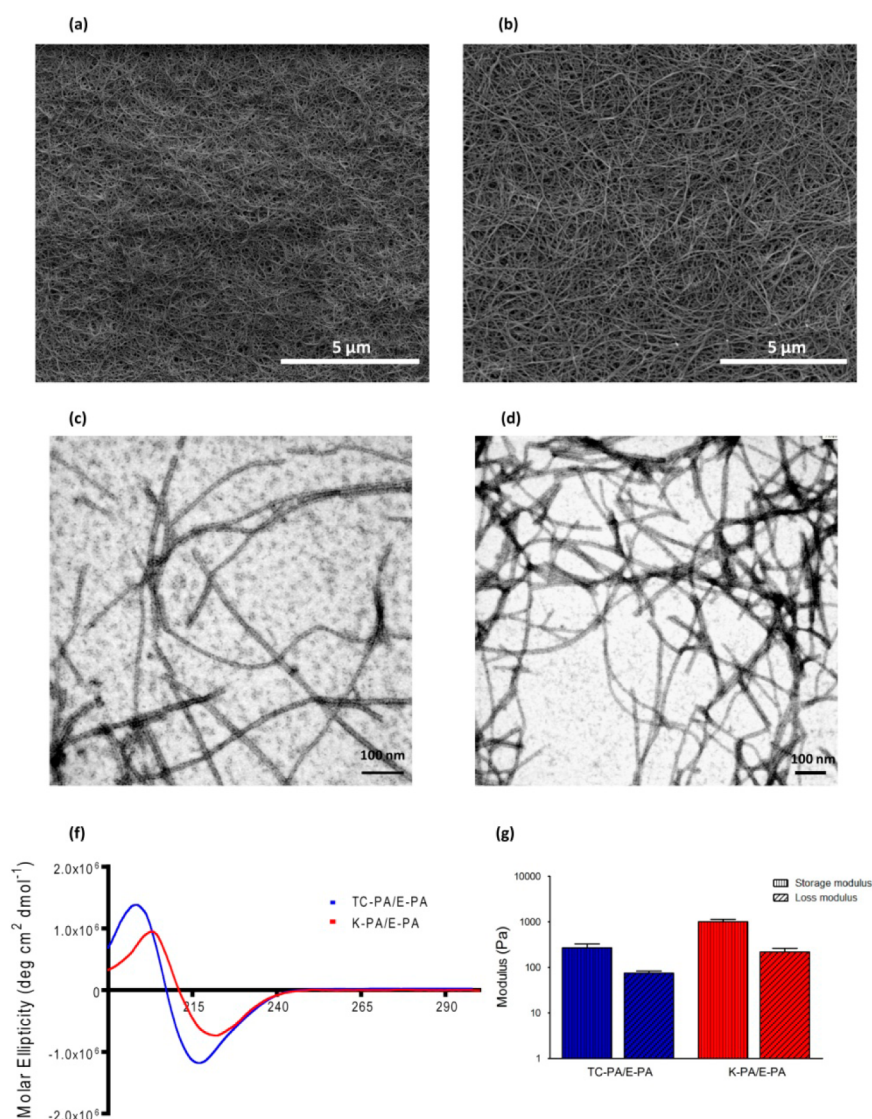 (a)
(b)
5 µm
5 µm
(c)
(d)
100 nm
100 nm
(f)
(g)
Molar Ellipticity (deg cm² dmol⁻¹)
2.0x10⁶
1.0x10⁶
0
-1.0x10⁶
-2.0x10⁶
215
240
265
290
TC-PA/E-PA
K-PA/E-PA
Modulus (Pa)
10000
1000
100
10
1
Storage modulus
Loss modulus
TC-PA/E-PA
K-PA/E-PA